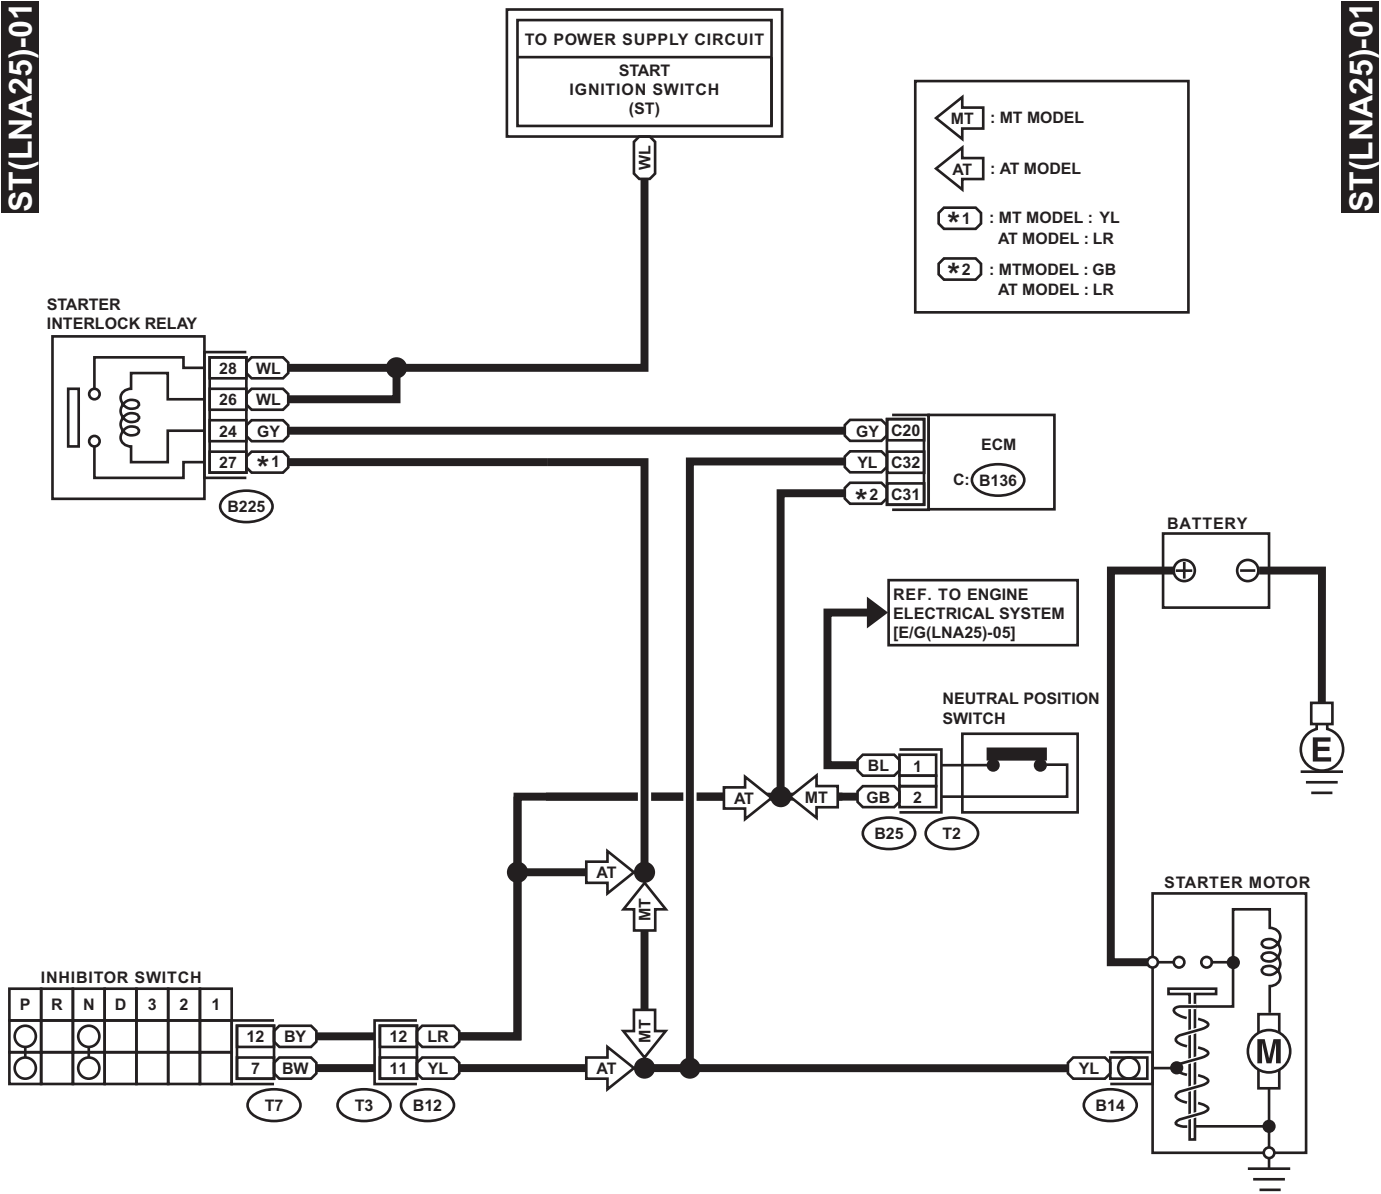 ST(LNA25)-01
ST(LNA25)-01
TO POWER SUPPLY CIRCUIT
START
IGNITION SWITCH
(ST)
WL
MT : MT MODEL
AT : AT MODEL
*1 : MT MODEL : YL
AT MODEL : LR
*2 : MTMODEL : GB
AT MODEL : LR
STARTER
INTERLOCK RELAY
28 WL
26 WL
24 GY
27 *1
B225
GY C20
YL C32
*2 C31
ECM
C: B136
BATTERY
+ −
E
REF. TO ENGINE
ELECTRICAL SYSTEM
[E/G(LNA25)-05]
NEUTRAL POSITION
SWITCH
BL 1
GB 2
B25 T2
AT MT
AT
MT
MT
AT
INHIBITOR SWITCH
P R N D 3 2 1
12 BY 12 LR
7 BW 11 YL
T7 T3 B12
STARTER MOTOR
M
YL
B14